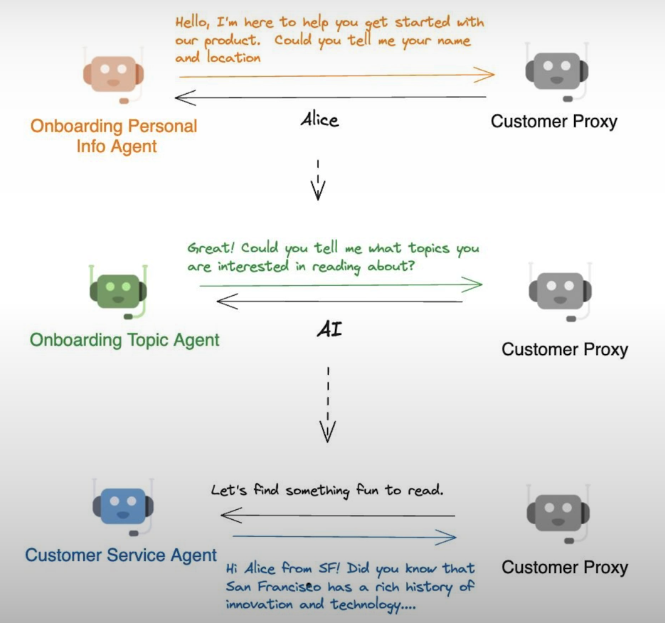 Hello, I'm here to help you get started with
our product. Could you tell me your name
and location
Alice
Onboarding Personal
Info Agent
Customer Proxy
Great! Could you tell me what topics you
are interested in reading about?
AI
Onboarding Topic Agent
Customer Proxy
Let's find something fun to read.
Customer Service Agent
Hi Alice from SF! Did you know that
San Francisco has a rich history of
innovation and technology....
Customer Proxy